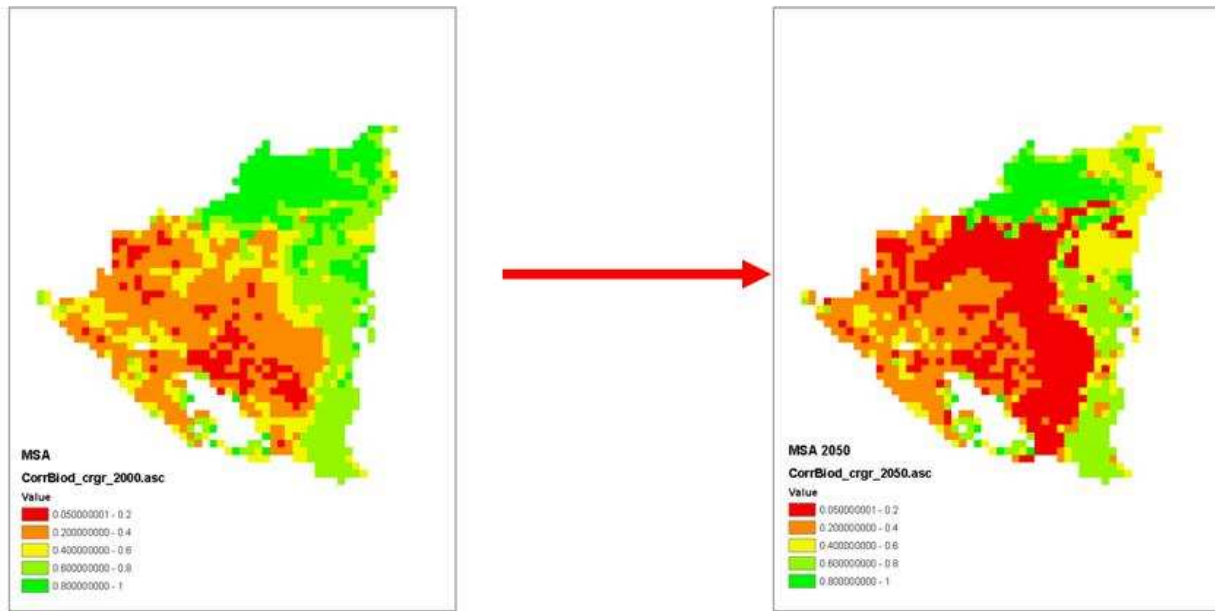 MSA
CorrBiod_crgr_2000.asc
Value
0.050000001 - 0.2
0.200000000 - 0.4
0.400000000 - 0.6
0.600000000 - 0.8
0.800000000 - 1
MSA 2050
CorrBiod_crgr_2050.asc
Value
0.050000001 - 0.2
0.200000000 - 0.4
0.400000000 - 0.6
0.600000000 - 0.8
0.800000000 - 1